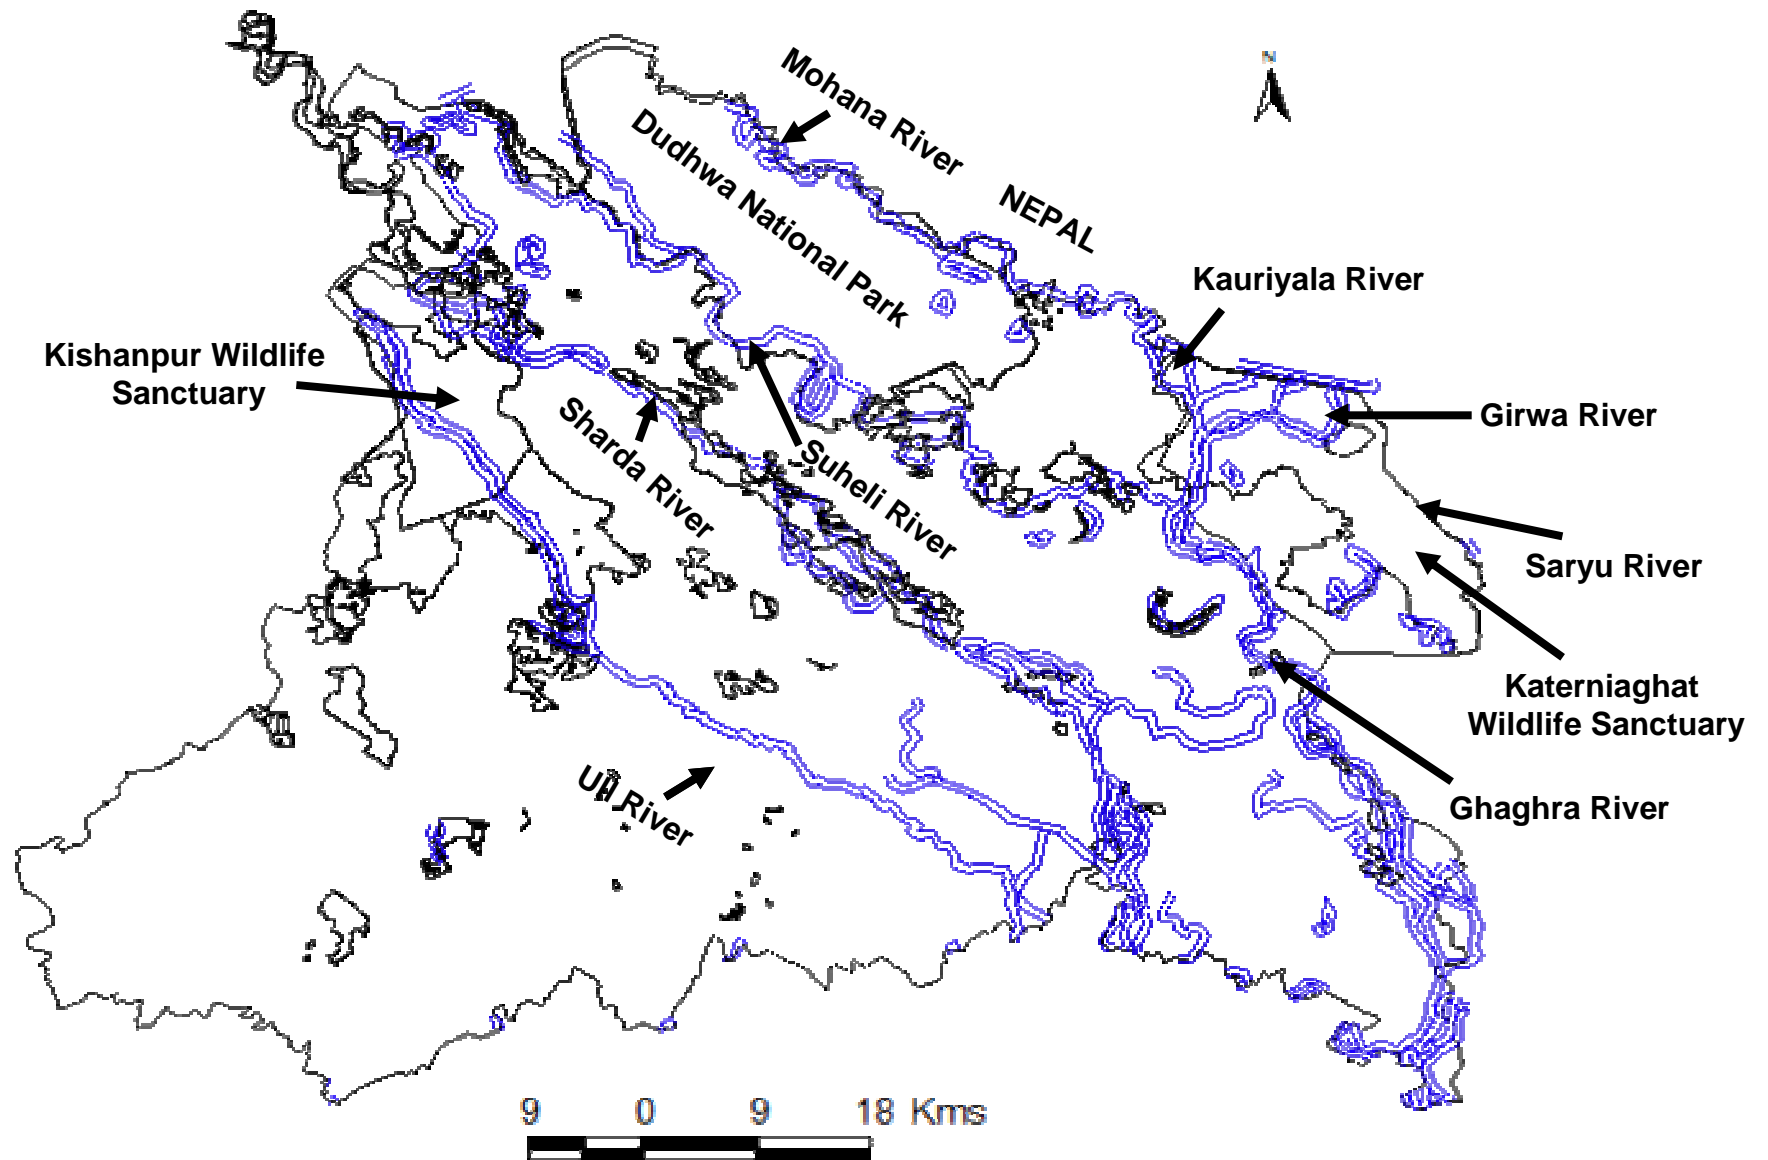 N
Mohana River
Dudhwa National Park
NEPAL
Kauriyala River
Kishanpur Wildlife
Sanctuary
Girwa River
Sharda River
Suheli River
Saryu River
Katerniaghat
Wildlife Sanctuary
Ull River
Ghaghra River
9 0 9 18 Kms